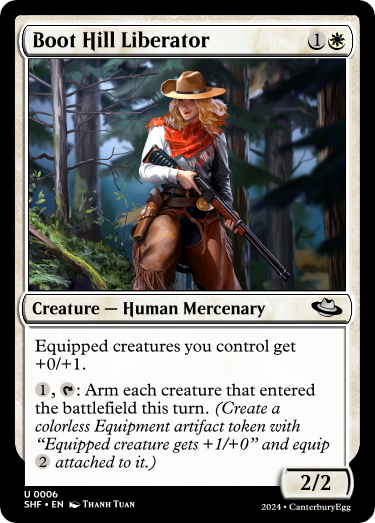 Boot Hill Liberator 1
Creature — Human Mercenary
Equipped creatures you control get
+0/+1.
1, : Arm each creature that entered
the battlefield this turn. (Create a
colorless Equipment artifact token with
“Equipped creature gets +1/+0” and equip
2 attached to it.)
2/2
U 0006
SHF • EN Thanh Tuan
2024 • CanterburyEgg